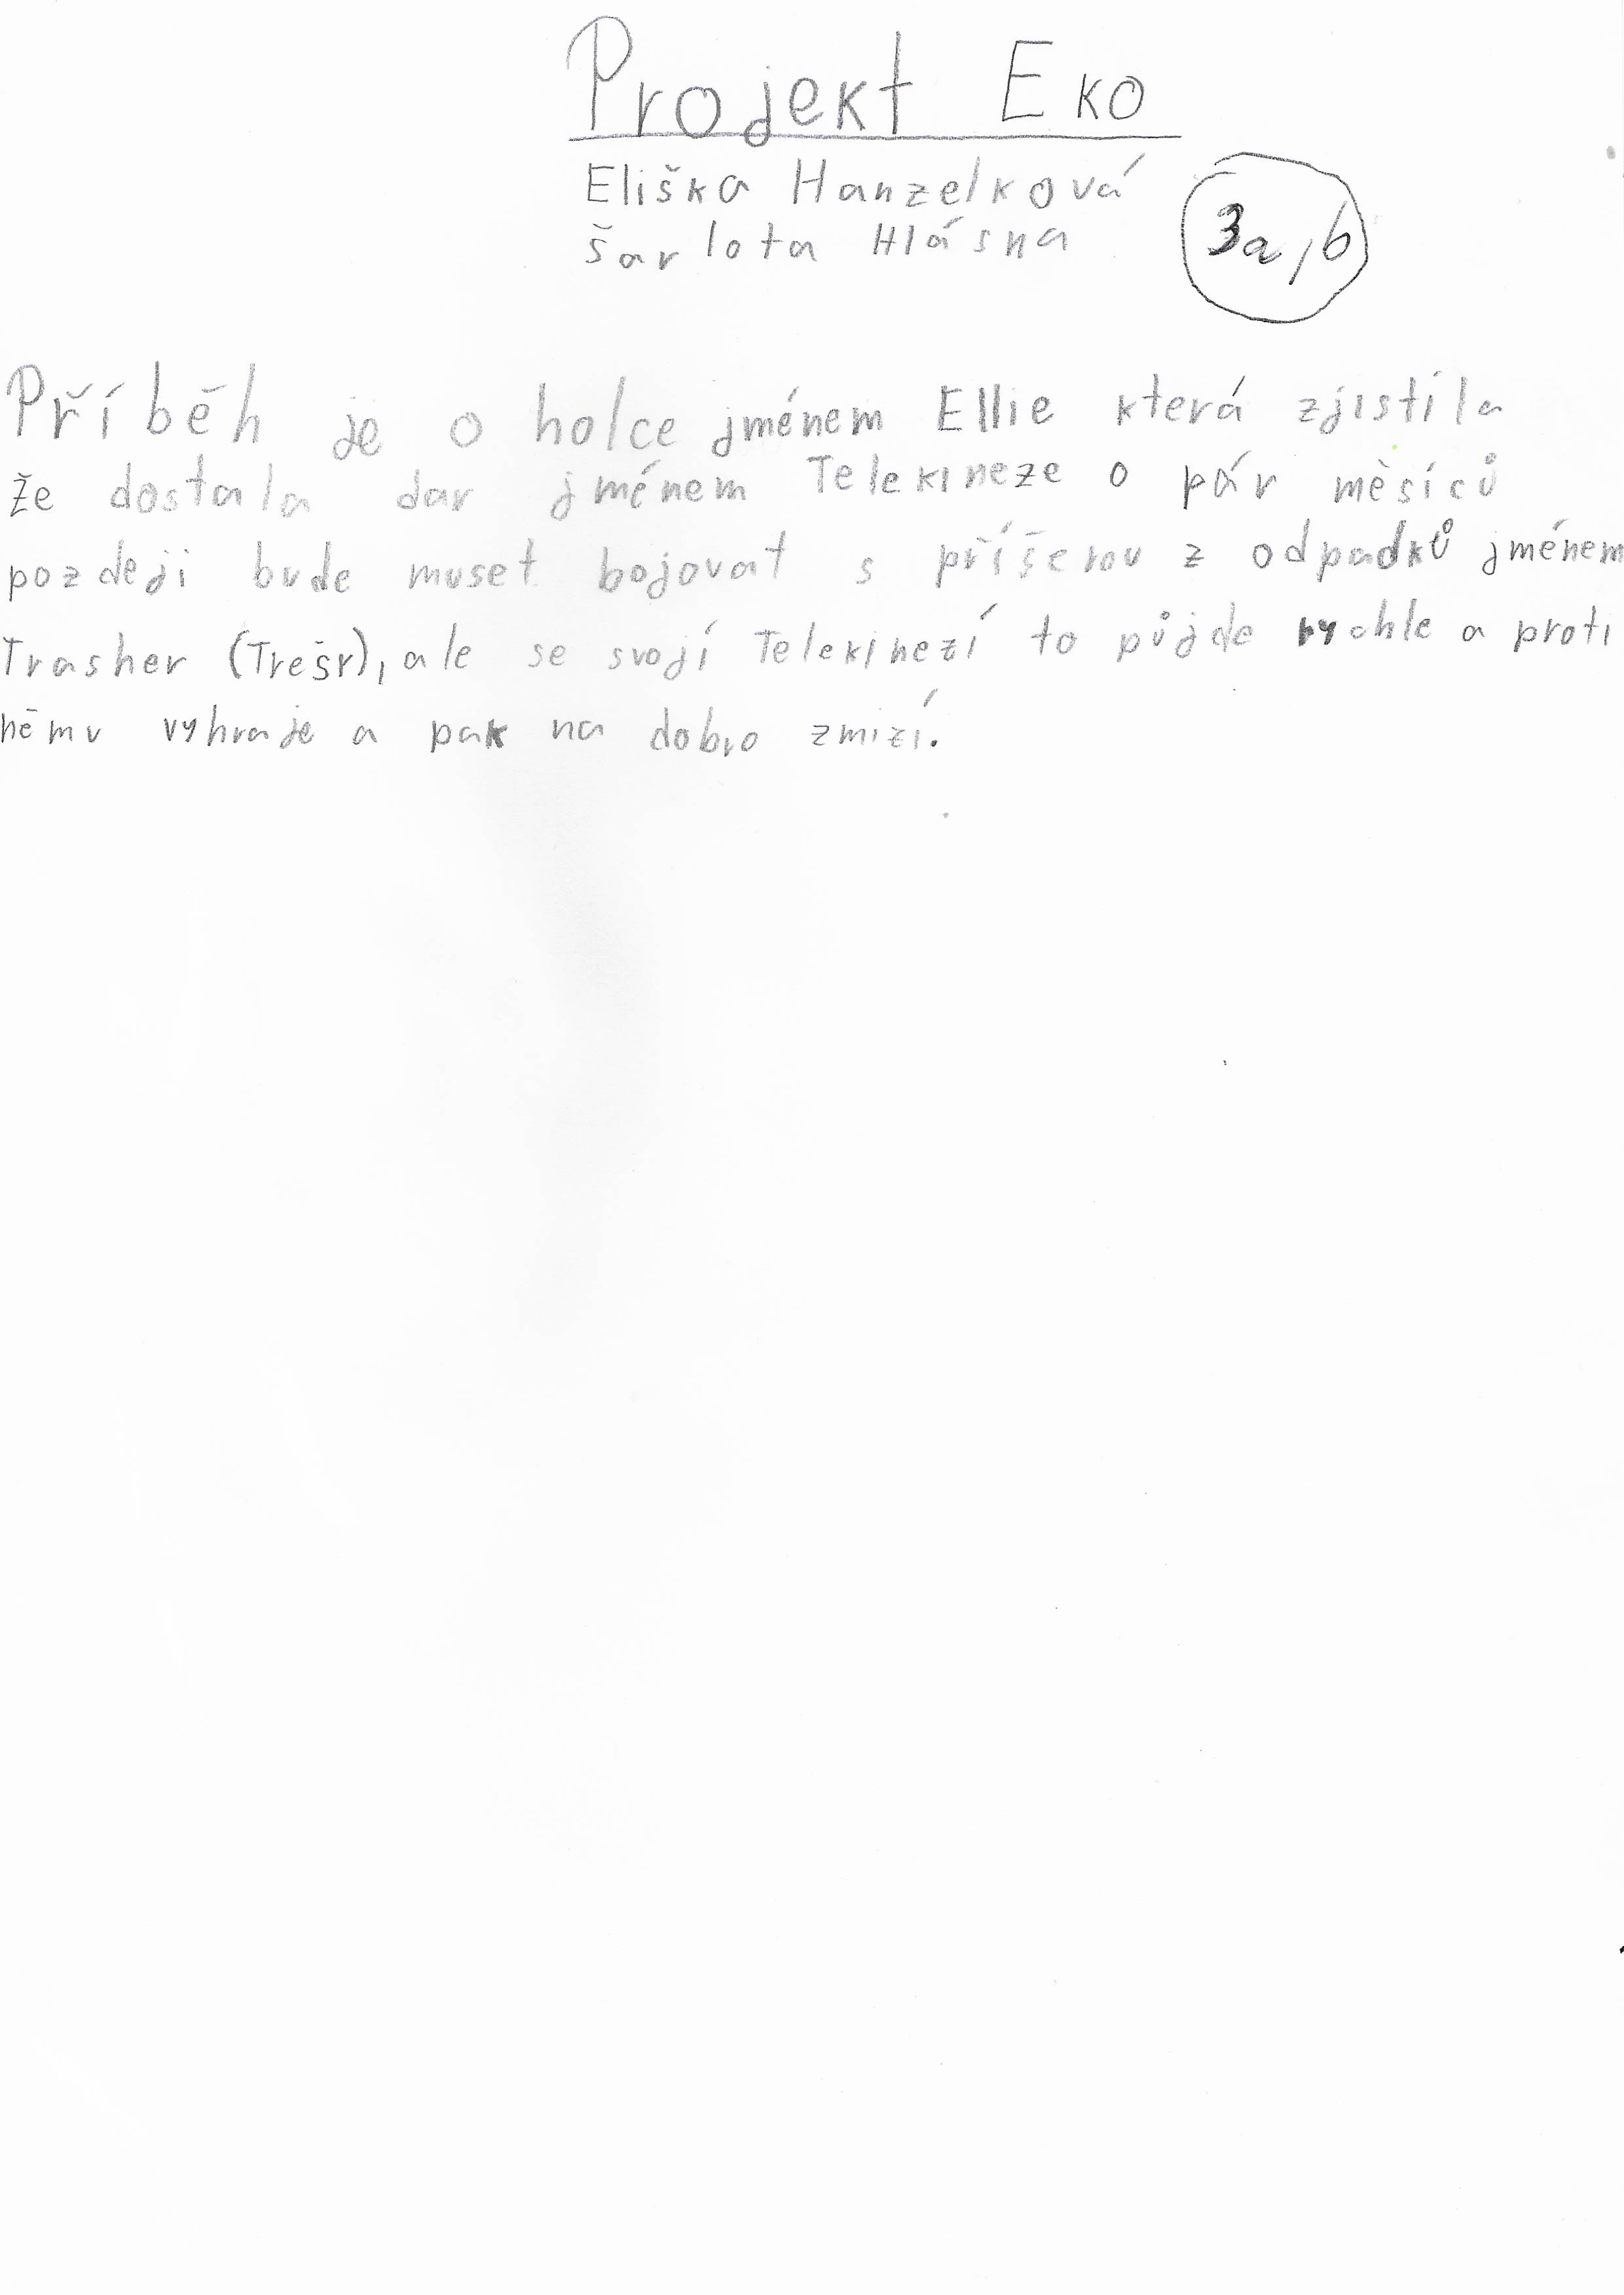 Projekt Eko
Eliška Hanzelková
Šarlota Hlásna
3a,b
Příběh je o holce jménem Ellie která zjistíla
že dostala dar jménem Telekineze o pár měsíců
pozdeji bude muset bojovat s příšerou z odpadků jménem
Trasher (Trešr), ale se svojí Telekinezí to půjde rychle a proti
němu vyhraje a pak na dobro zmizí.